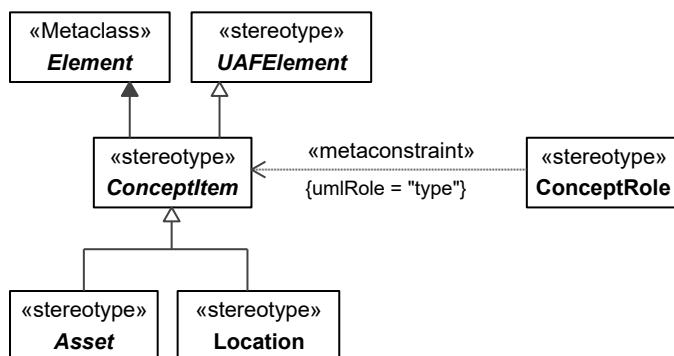 «Metaclass»
Element
«stereotype»
UAFElement
«stereotype»
ConceptItem
«metaconstraint»
{umlRole = "type"}
«stereotype»
ConceptRole
«stereotype»
Asset
«stereotype»
Location